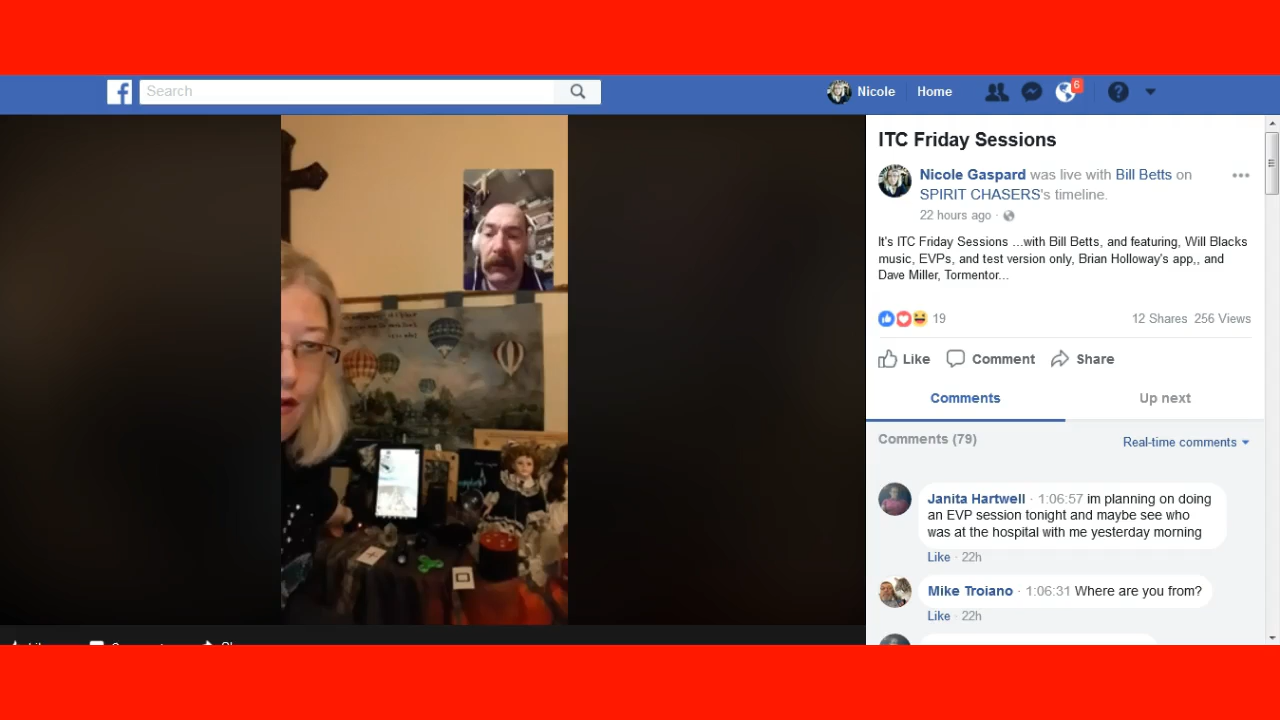 Search
Nicole
Home
6
ITC Friday Sessions
Nicole Gaspard was live with Bill Betts on
SPIRIT CHASERS's timeline.
22 hours ago
It's ITC Friday Sessions ...with Bill Betts, and featuring, Will Blacks
music, EVPs, and test version only, Brian Holloway's app,, and
Dave Miller, Tormentor...
19
12 Shares 256 Views
Like
Comment
Share
Comments
Up next
Comments (79)
Real-time comments
Janita Hartwell · 1:06:57 im planning on doing
an EVP session tonight and maybe see who
was at the hospital with me yesterday morning
Like · 22h
Mike Troiano · 1:06:31 Where are you from?
Like · 22h